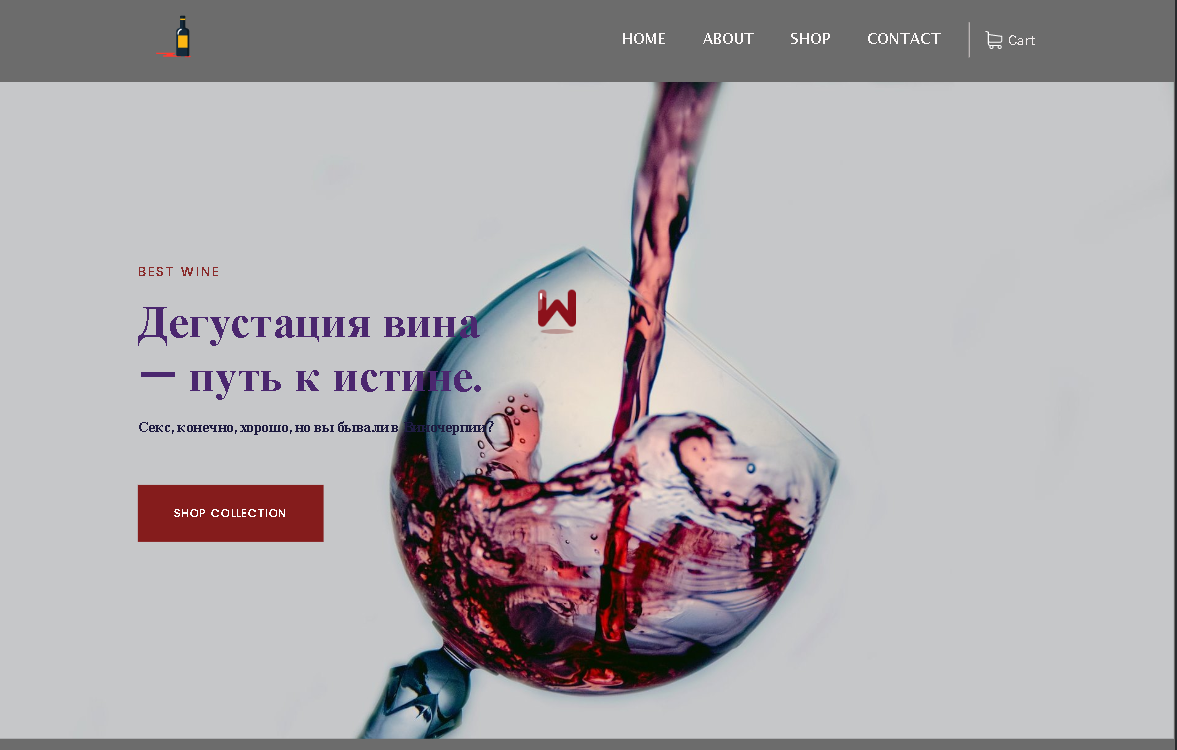 HOME ABOUT SHOP CONTACT Cart
BEST WINE
W
Дегустация вина
— путь к истине.
Секс, конечно, хорошо, но вы бывали в Виночерпии?
SHOP COLLECTION